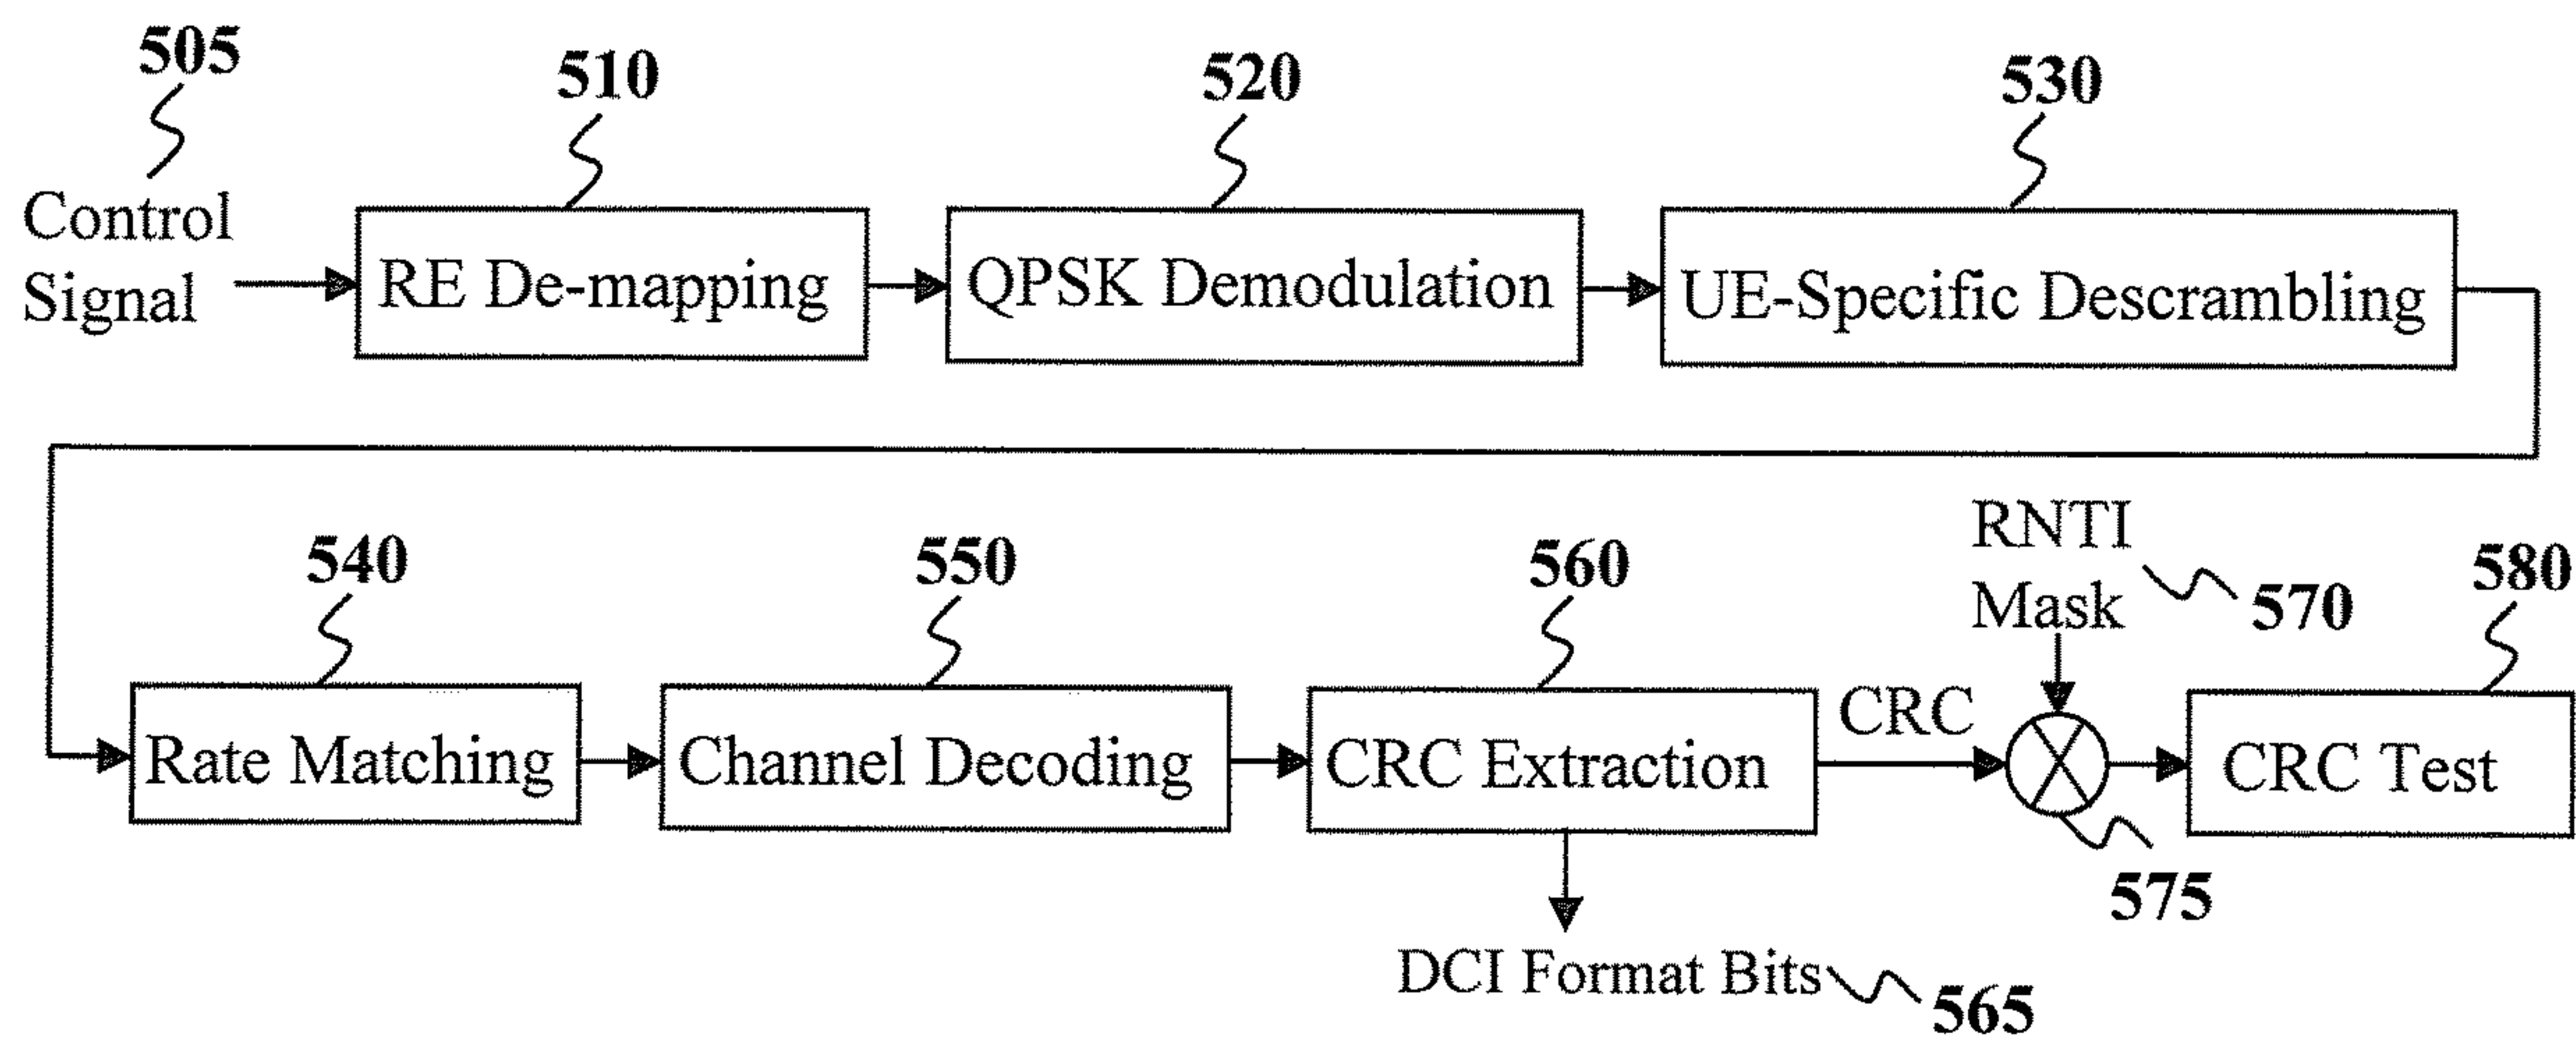 505
510
520
530
Control
Signal
RE De-mapping
QPSK Demodulation
UE-Specific Descrambling
540
550
560
RNTI
Mask
570
580
Rate Matching
Channel Decoding
CRC Extraction
CRC
CRC Test
575
DCI Format Bits
565